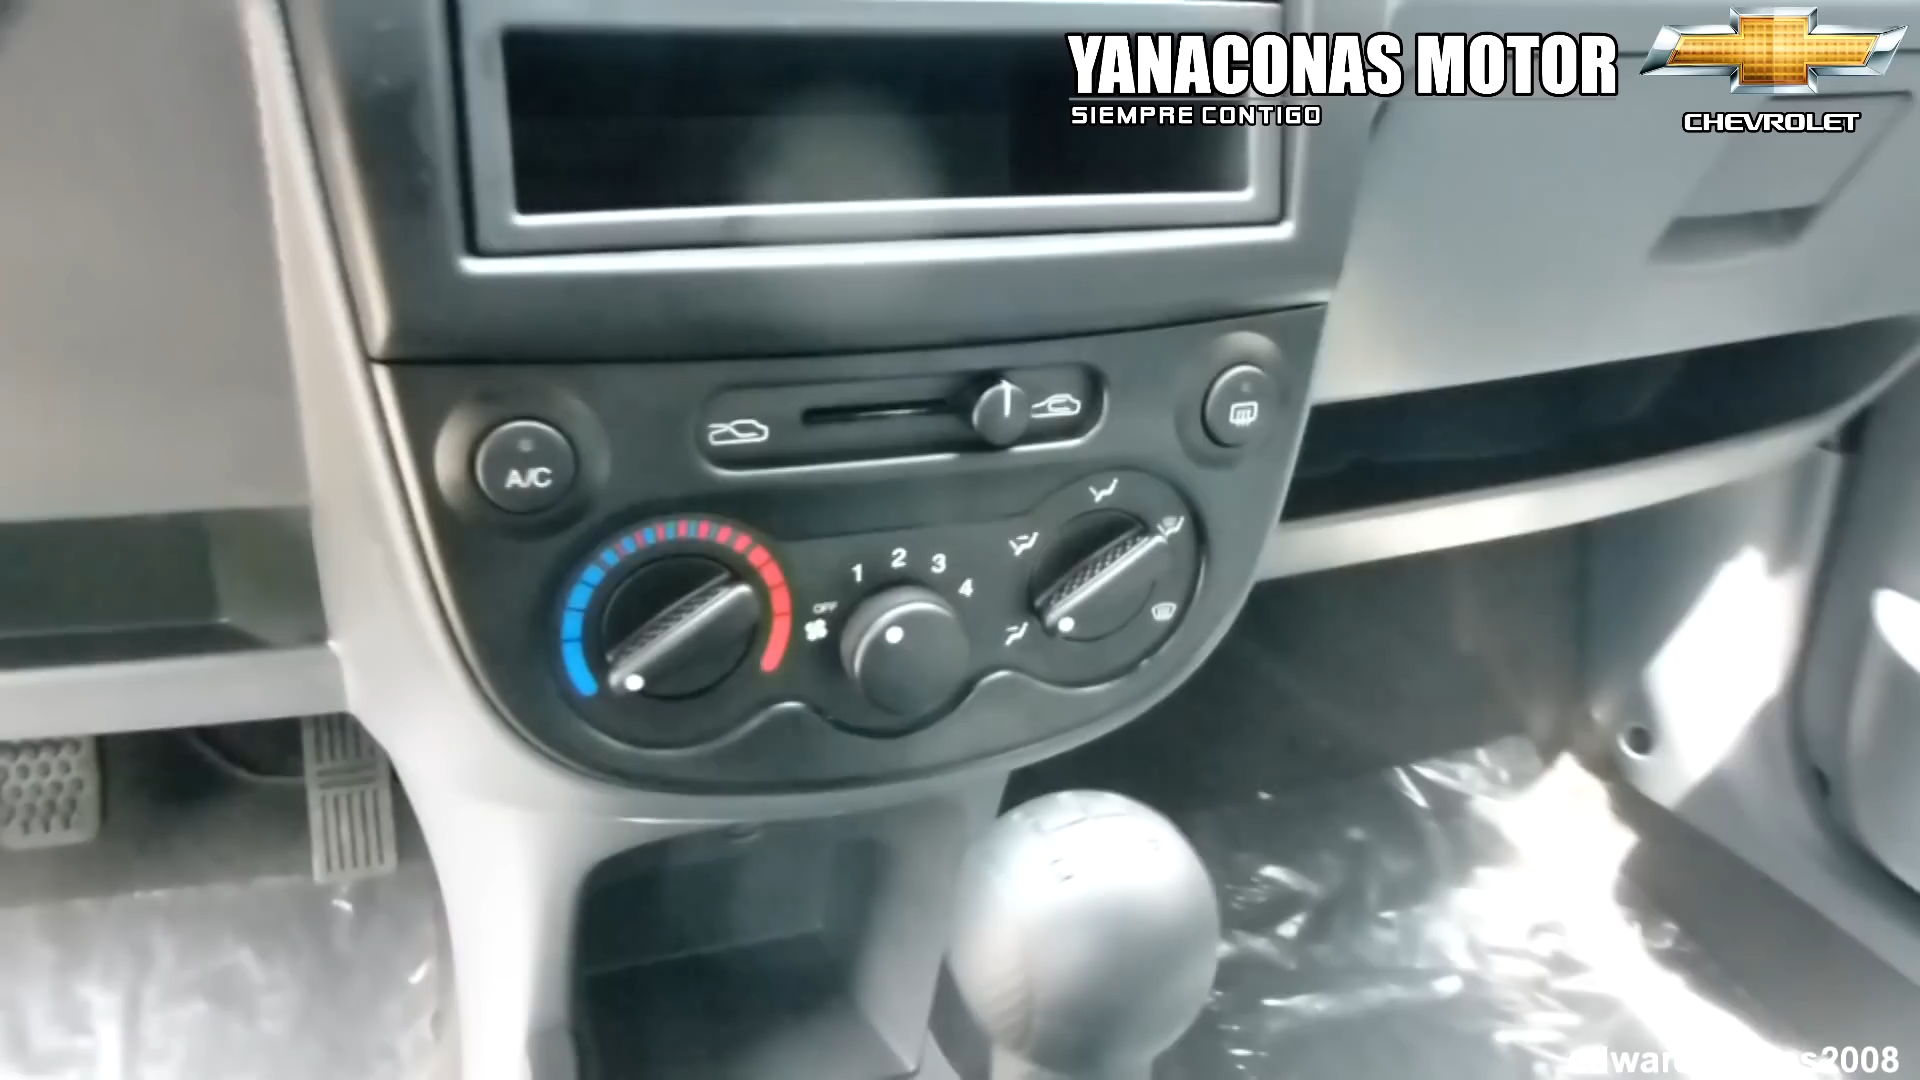 YANACONAS MOTOR
SIEMPRE CONTIGO
CHEVROLET
A/C
OFF 1 2 3 4